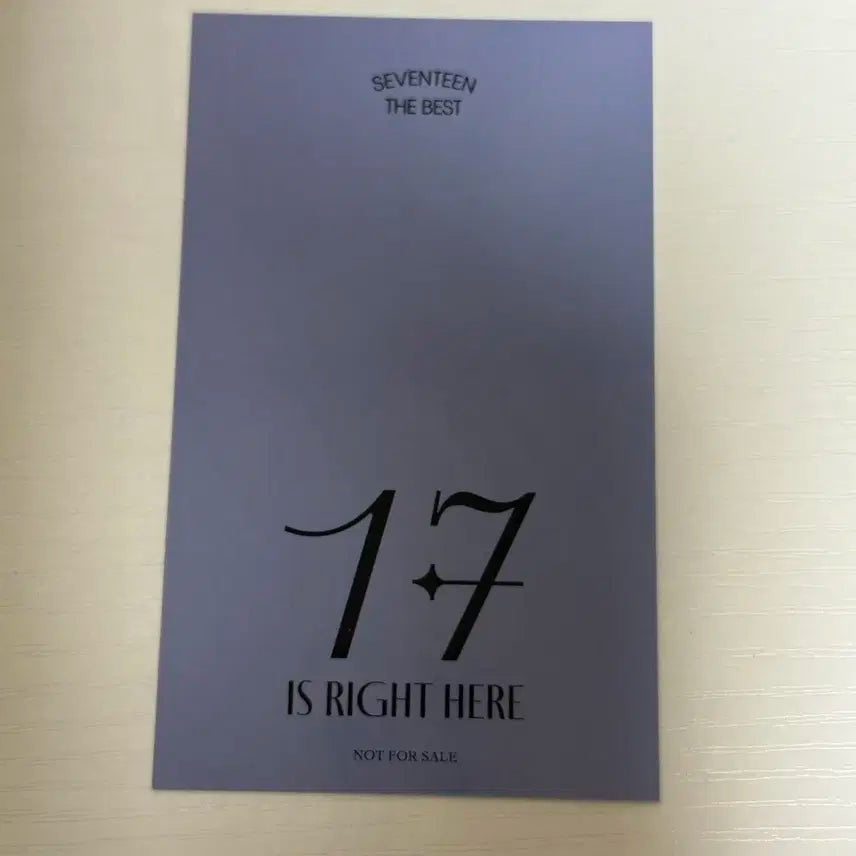 SEVENTEEN
THE BEST
17
IS RIGHT HERE
NOT FOR SALE